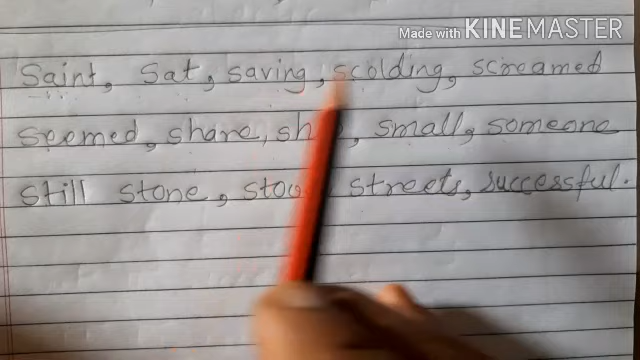 Made with KINEMASTER
Saint, Sat, saving, scolding, screamed
seemed, share, small, someone
still stone, streets, successful.